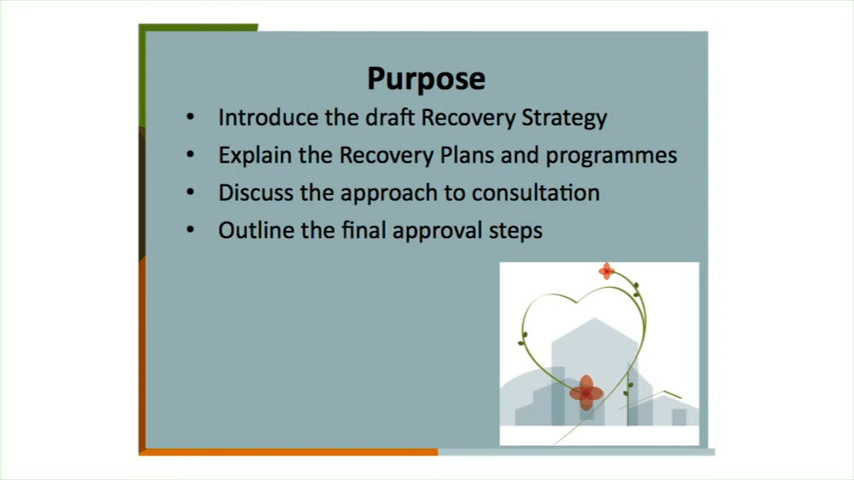 Purpose
• Introduce the draft Recovery Strategy
• Explain the Recovery Plans and programmes
• Discuss the approach to consultation
• Outline the final approval steps